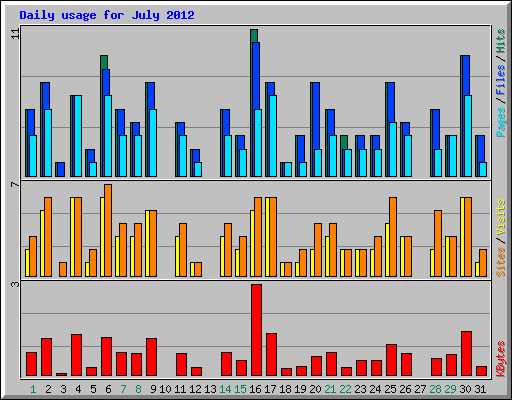 Daily usage for July 2012
11
7
3
Pages / Files / Hits
Sites / Visits
KBytes
1 2 3 4 5 6 7 8 9 10 11 12 13 14 15 16 17 18 19 20 21 22 23 24 25 26 27 28 29 30 31